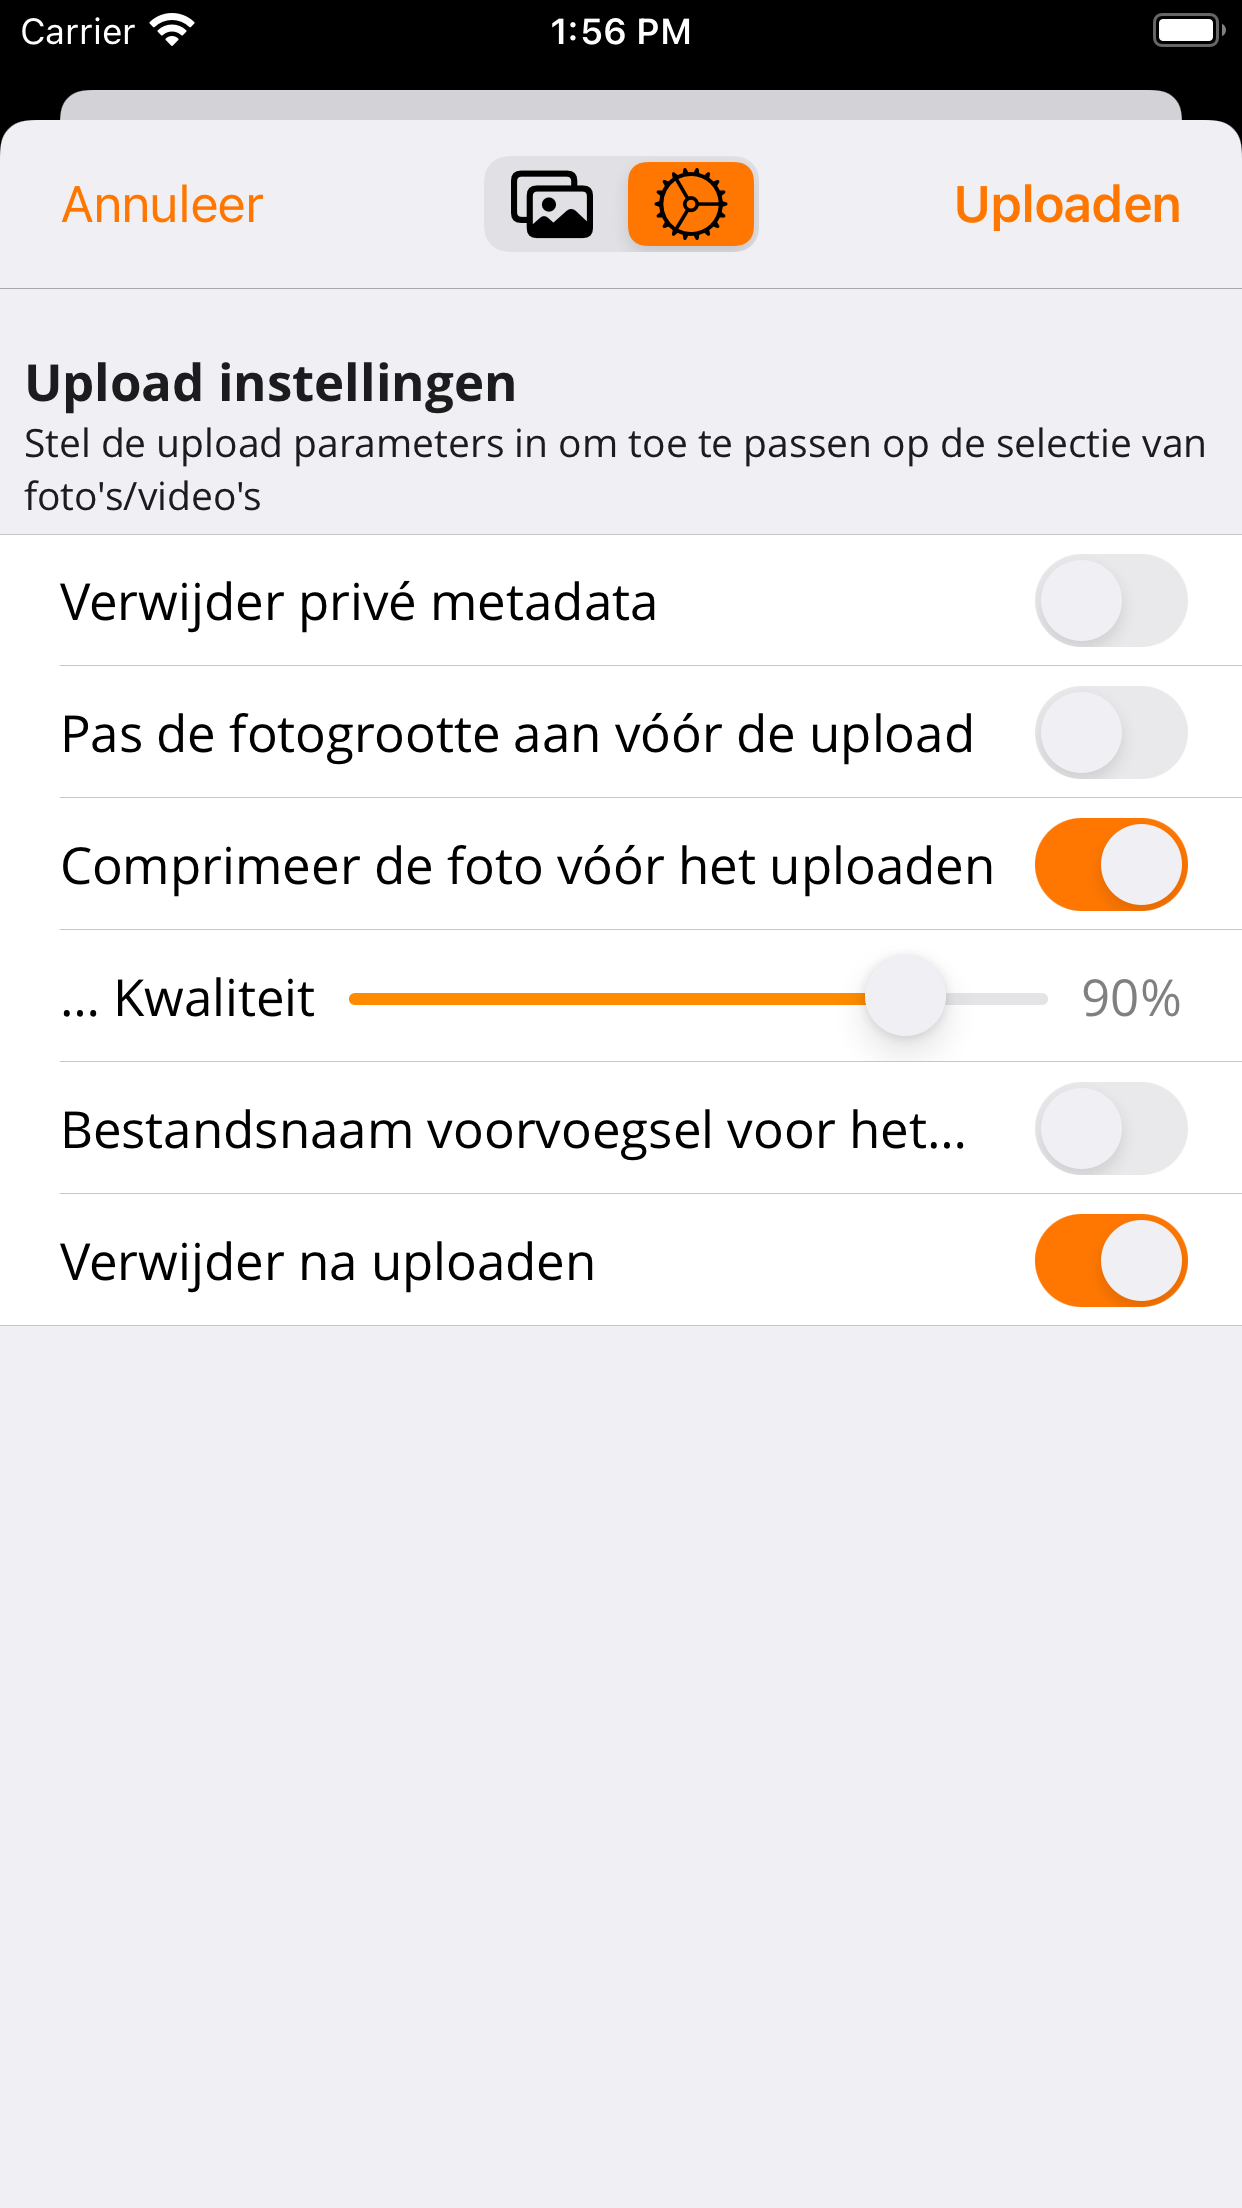 Carrier
1:56 PM
Annuleer
Uploaden
Upload instellingen
Stel de upload parameters in om toe te passen op de selectie van
foto's/video's
Verwijder privé metadata
Pas de fotogrootte aan vóór de upload
Comprimeer de foto vóór het uploaden
... Kwaliteit
90%
Bestandsnaam voorvoegsel voor het...
Verwijder na uploaden